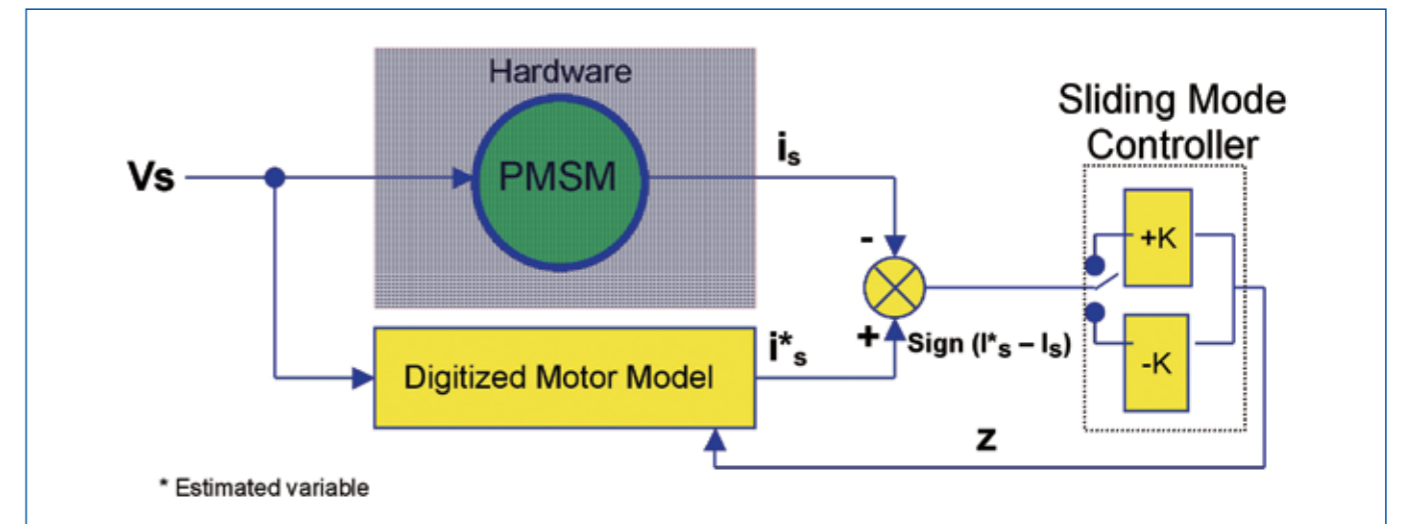 Hardware
Sliding Mode
Controller
Vs
PMSM
is
+K
-
+
Sign (I*s – Is)
i*s
Digitized Motor Model
-K
z
* Estimated variable